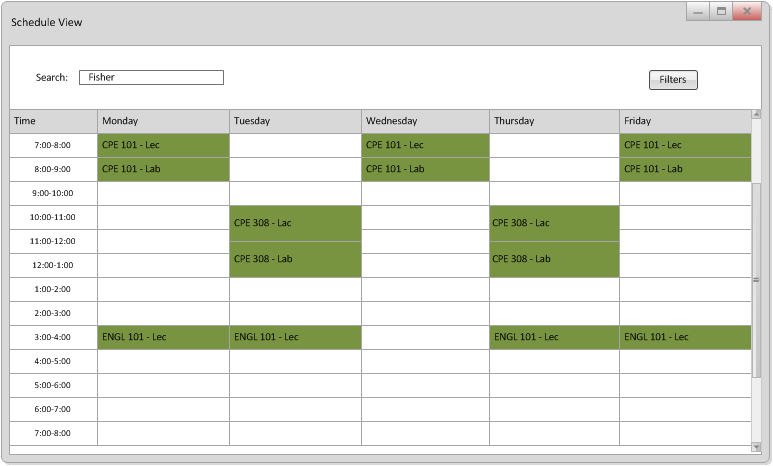 Schedule View
Search: Fisher
Filters
Time Monday Tuesday Wednesday Thursday Friday
7:00-8:00 CPE 101 - Lec CPE 101 - Lec CPE 101 - Lec
8:00-9:00 CPE 101 - Lab CPE 101 - Lab CPE 101 - Lab
9:00-10:00
10:00-11:00
CPE 308 - Lac CPE 308 - Lac
11:00-12:00
CPE 308 - Lab CPE 308 - Lab
12:00-1:00
1:00-2:00
2:00-3:00
3:00-4:00 ENGL 101 - Lec ENGL 101 - Lec ENGL 101 - Lec ENGL 101 - Lec
4:00-5:00
5:00-6:00
6:00-7:00
7:00-8:00